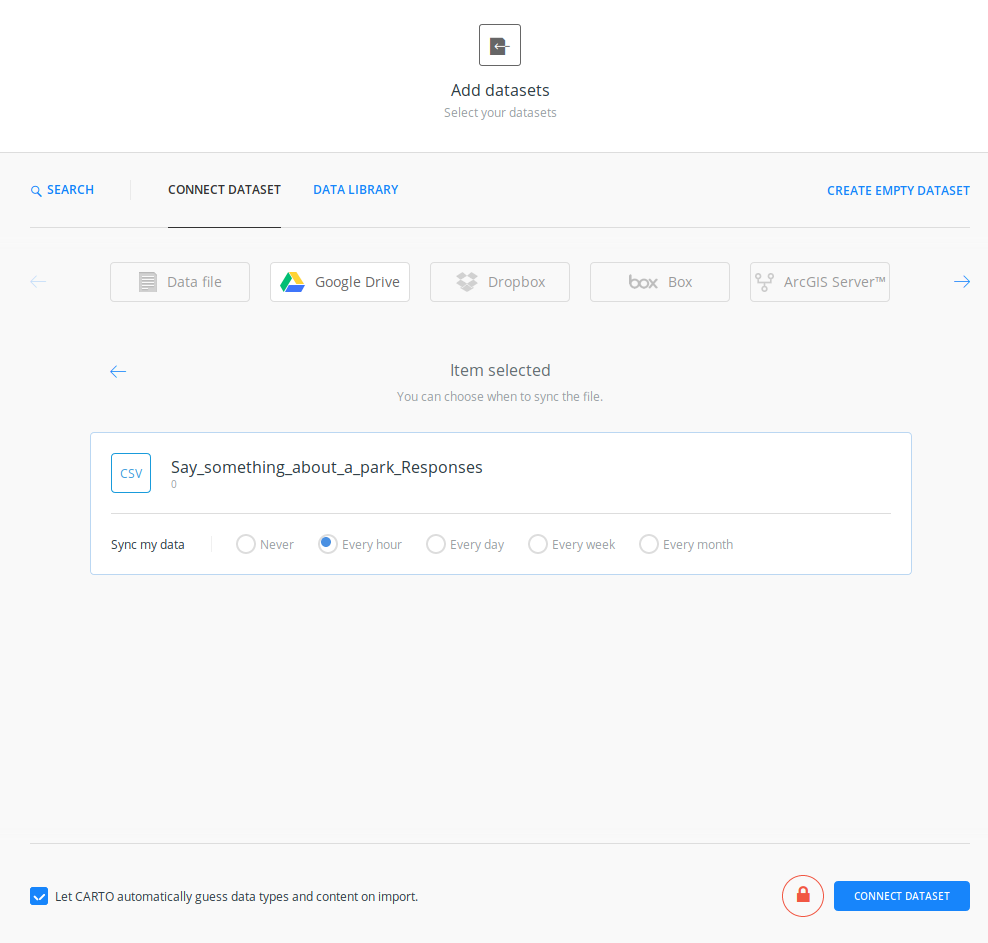 Add datasets
Select your datasets
SEARCH
CONNECT DATASET
DATA LIBRARY
CREATE EMPTY DATASET
Data file
Google Drive
Dropbox
box Box
ArcGIS Server™
Item selected
You can choose when to sync the file.
CSV
Say_something_about_a_park_Responses
0
Sync my data
Never
Every hour
Every day
Every week
Every month
Let CARTO automatically guess data types and content on import.
CONNECT DATASET